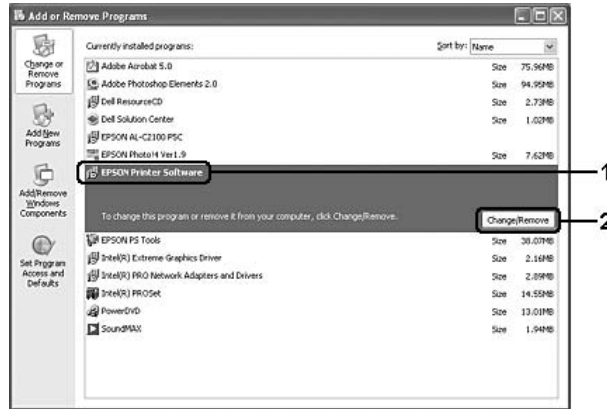 Add or Remove Programs
Change or
Remove
Programs
Add New
Programs
Add/Remove
Windows
Components
Set Program
Access and
Defaults
Currently installed programs:
Sort by: Name
Adobe Acrobat 5.0 Size 75.96MB
Adobe Photoshop Elements 2.0 Size 94.95MB
Dell ResourceCD Size 2.73MB
Dell Solution Center Size 1.02MB
EPSON AL-C2100 PSC
EPSON Photo!4 Ver1.9 Size 7.62MB
EPSON Printer Software
1
To change this program or remove it from your computer, click Change/Remove.
Change/Remove
2
EPSON PS Tools Size 38.07MB
Intel(R) Extreme Graphics Driver Size 2.16MB
Intel(R) PRO Network Adapters and Drivers Size 2.89MB
Intel(R) PROSet Size 14.55MB
PowerDVD Size 13.01MB
SoundMAX Size 1.94MB